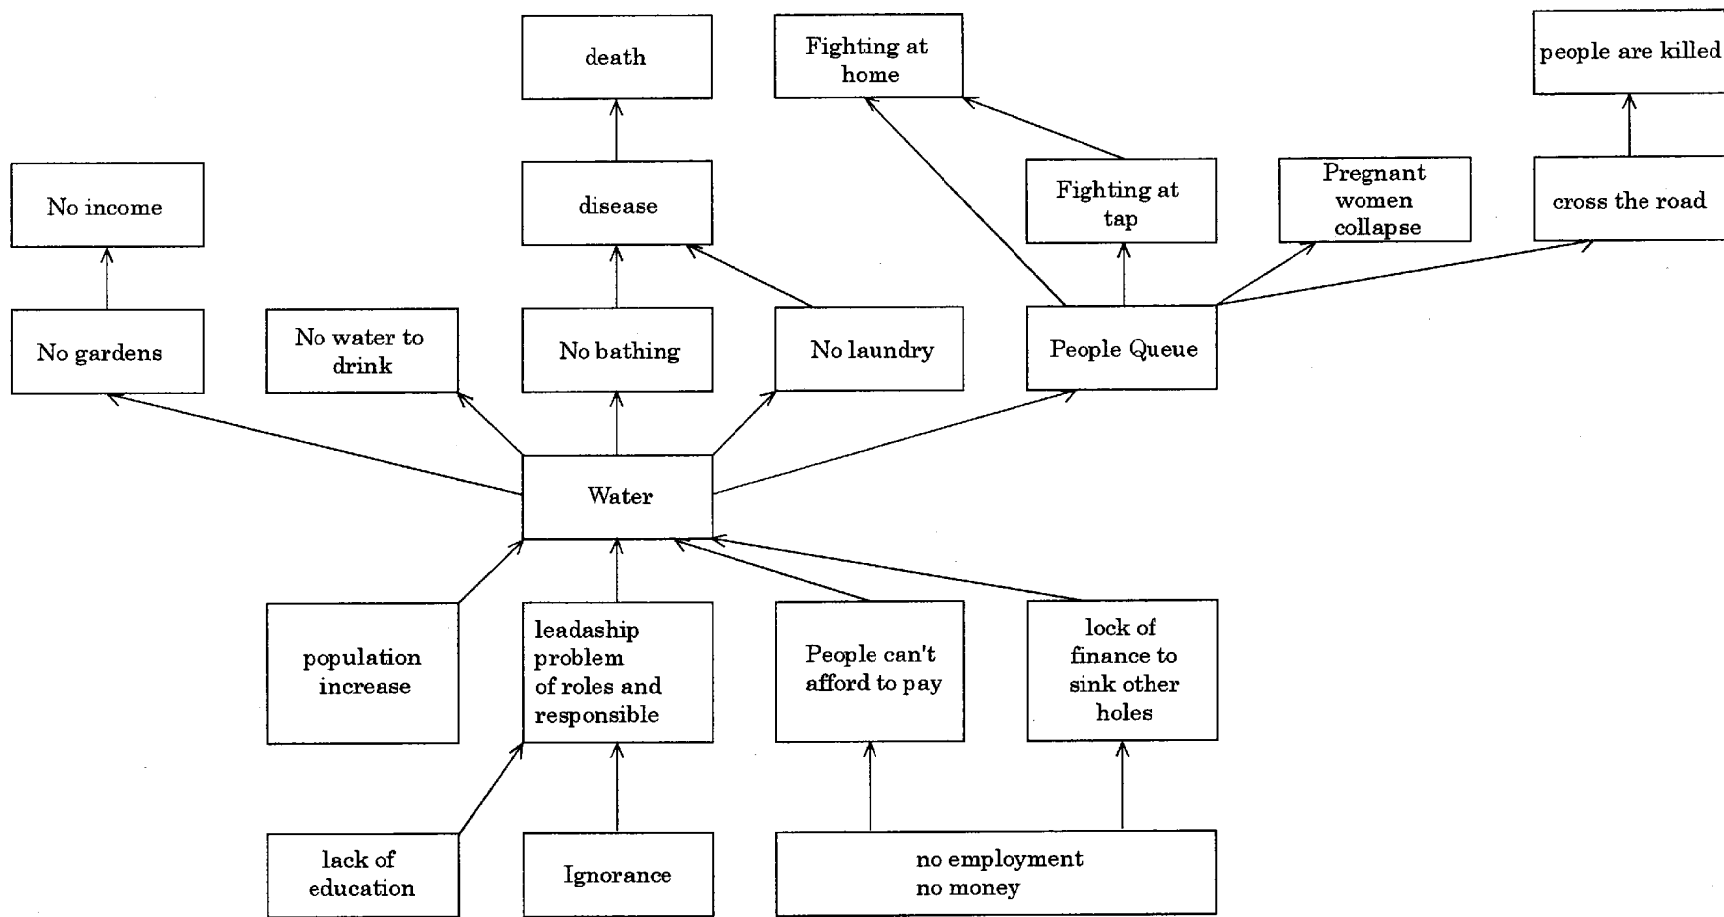 death
Fighting at
home
people are killed
No income
disease
Fighting at
tap
Pregnant
women
collapse
cross the road
No gardens
No water to
drink
No bathing
No laundry
People Queue
Water
population
increase
leadaship
problem
of roles and
responsible
People can't
afford to pay
lock of
finance to
sink other
holes
lack of
education
Ignorance
no employment
no money